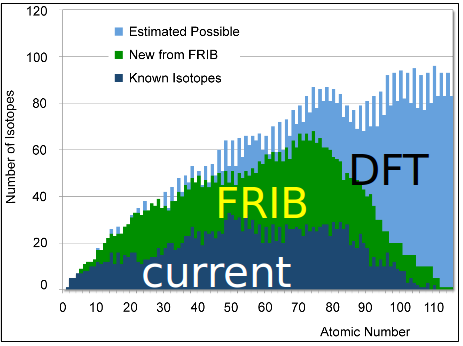 120
Estimated Possible
New from FRIB
Known Isotopes
100
80
60
40
20
0
Number of Isotopes
DFT
FRIB
current
0 10 20 30 40 50 60 70 80 90 100 110
Atomic Number